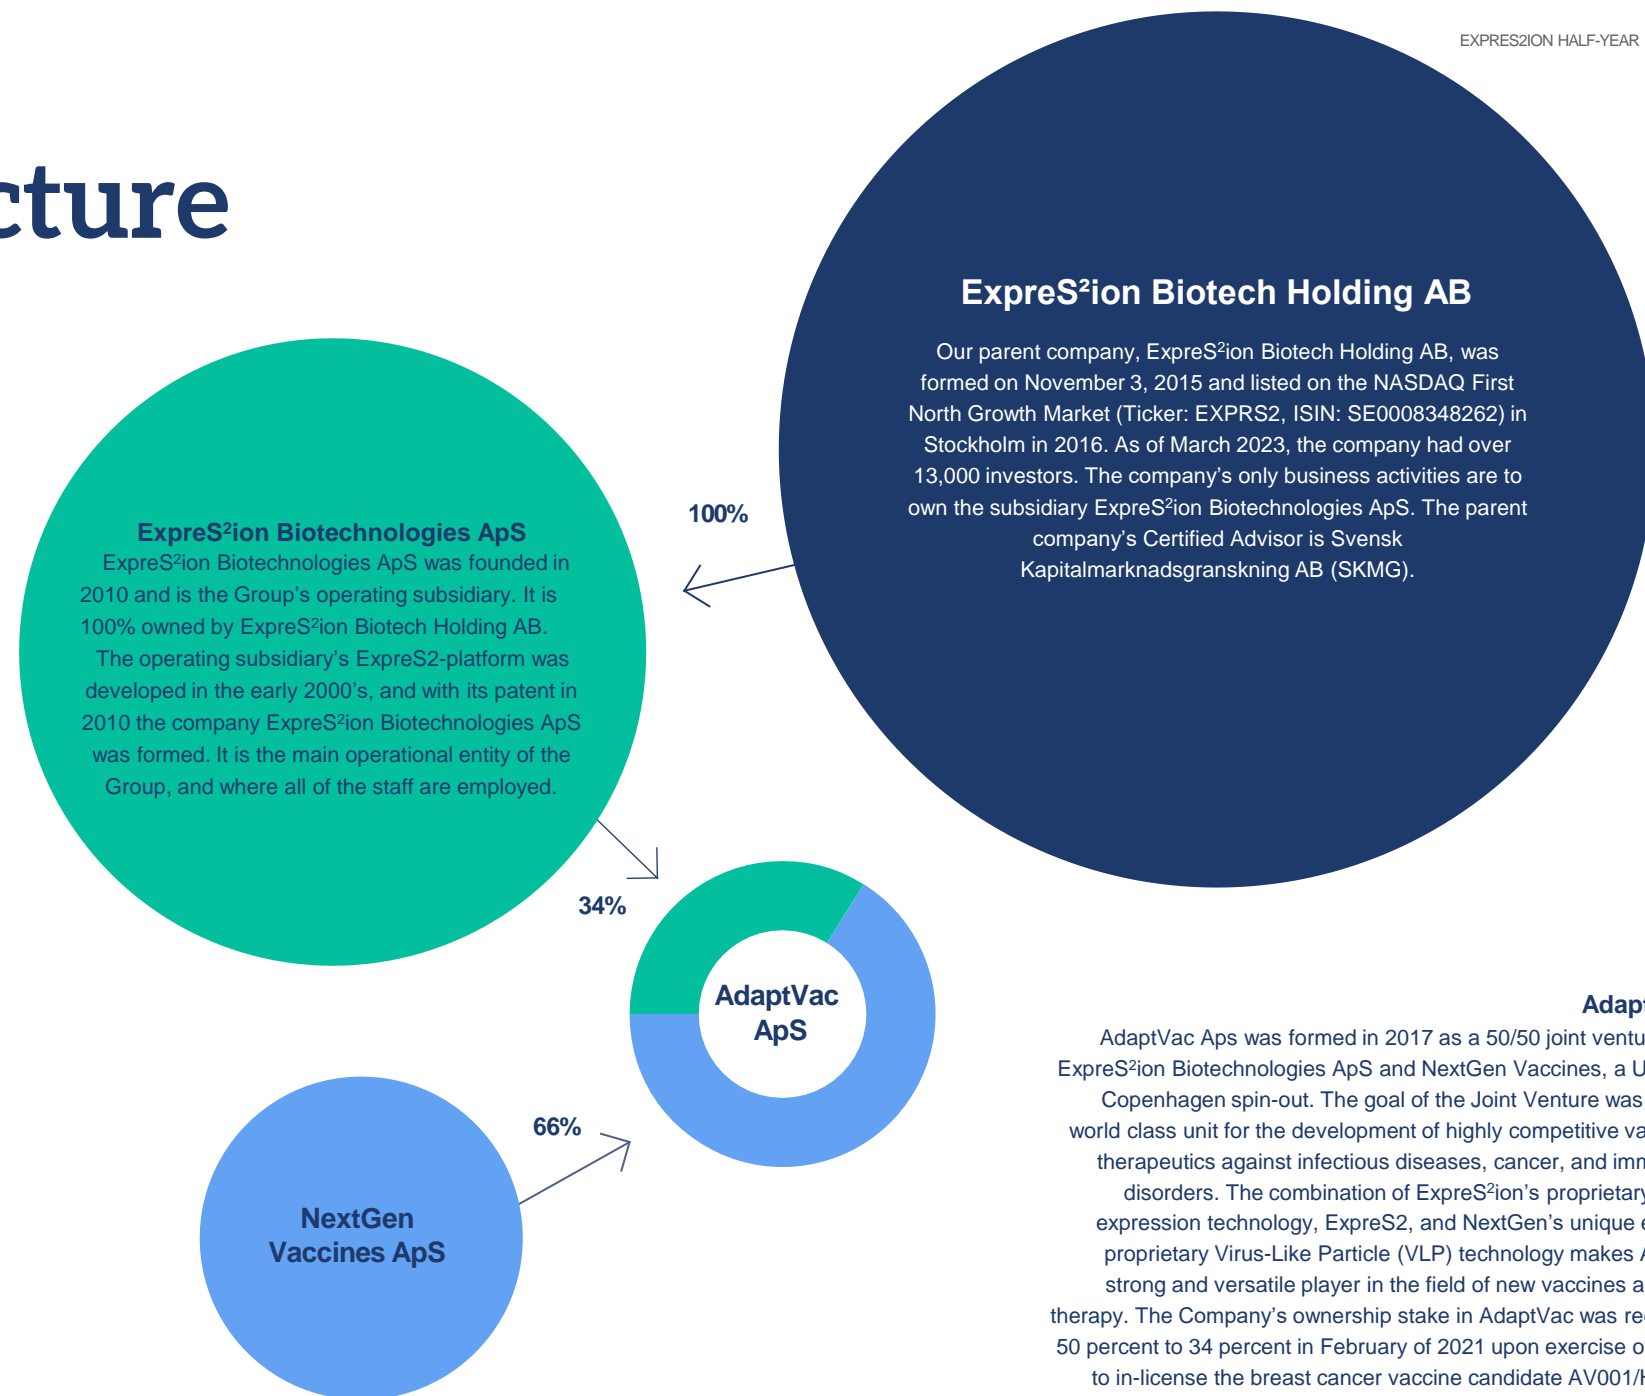 EXPRES2ION HALF-YEAR
cture
ExpreS²ion Biotech Holding AB
Our parent company, ExpreS²ion Biotech Holding AB, was
formed on November 3, 2015 and listed on the NASDAQ First
North Growth Market (Ticker: EXPRS2, ISIN: SE0008348262) in
Stockholm in 2016. As of March 2023, the company had over
13,000 investors. The company’s only business activities are to
own the subsidiary ExpreS²ion Biotechnologies ApS. The parent
company’s Certified Advisor is Svensk
Kapitalmarknadsgranskning AB (SKMG).
100%
ExpreS²ion Biotechnologies ApS
ExpreS²ion Biotechnologies ApS was founded in
2010 and is the Group’s operating subsidiary. It is
100% owned by ExpreS²ion Biotech Holding AB.
The operating subsidiary’s ExpreS2-platform was
developed in the early 2000’s, and with its patent in
2010 the company ExpreS²ion Biotechnologies ApS
was formed. It is the main operational entity of the
Group, and where all of the staff are employed.
34%
AdaptVac
ApS
66%
NextGen
Vaccines ApS
Adapt
AdaptVac Aps was formed in 2017 as a 50/50 joint ventu
ExpreS²ion Biotechnologies ApS and NextGen Vaccines, a U
Copenhagen spin-out. The goal of the Joint Venture was
world class unit for the development of highly competitive va
therapeutics against infectious diseases, cancer, and imm
disorders. The combination of ExpreS²ion’s proprietary
expression technology, ExpreS2, and NextGen’s unique e
proprietary Virus-Like Particle (VLP) technology makes A
strong and versatile player in the field of new vaccines a
therapy. The Company’s ownership stake in AdaptVac was re
50 percent to 34 percent in February of 2021 upon exercise o
to in-license the breast cancer vaccine candidate AV001/H